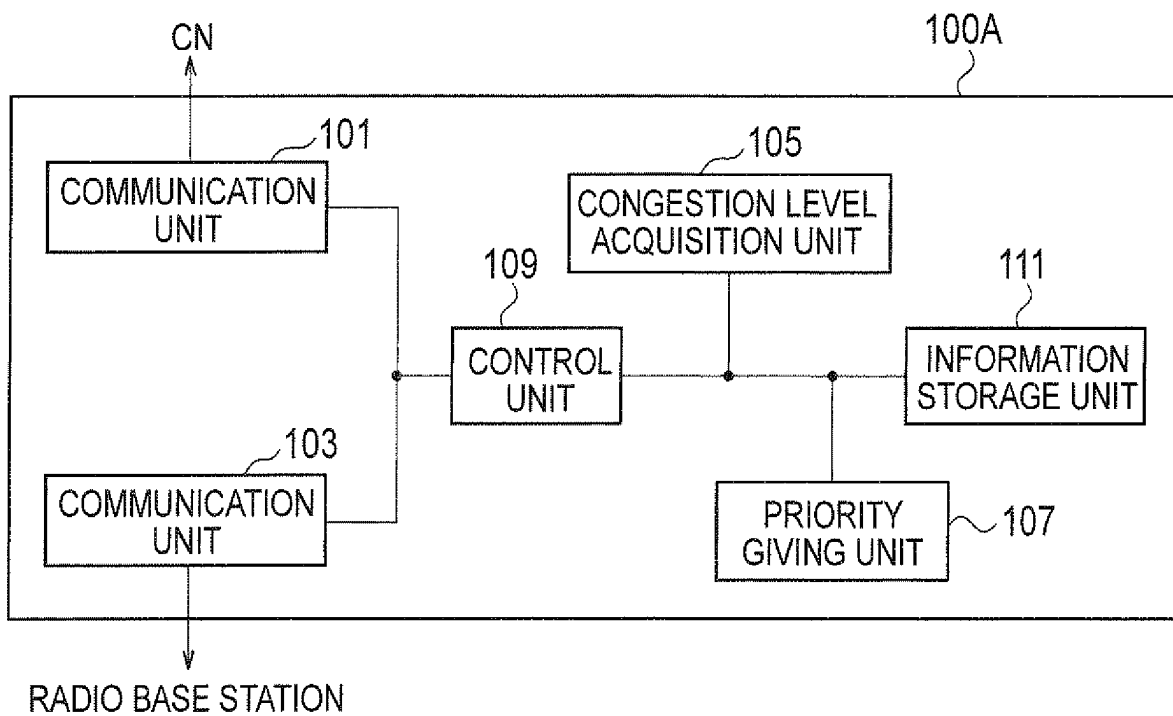 CN
100A
101
COMMUNICATION
UNIT
105
CONGESTION LEVEL
ACQUISITION UNIT
109
CONTROL
UNIT
111
INFORMATION
STORAGE UNIT
103
COMMUNICATION
UNIT
PRIORITY
GIVING UNIT
107
RADIO BASE STATION